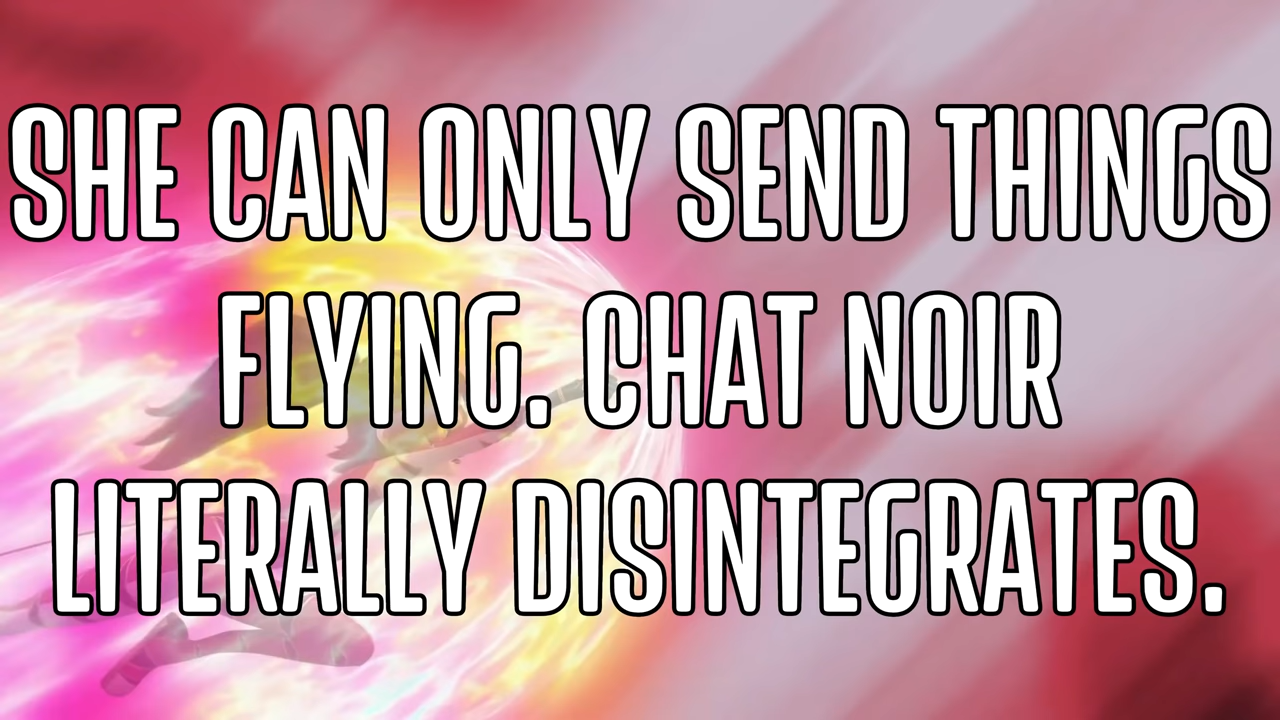 SHE CAN ONLY SEND THINGS
FLYING. CHAT NOIR
LITERALLY DISINTEGRATES.